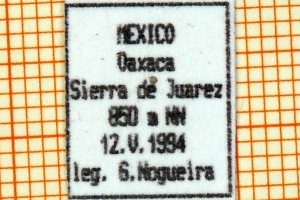 MEXICO
Oaxaca
Sierra de Juarez
850 m NN
12.V.1994
leg. G.Nogueira